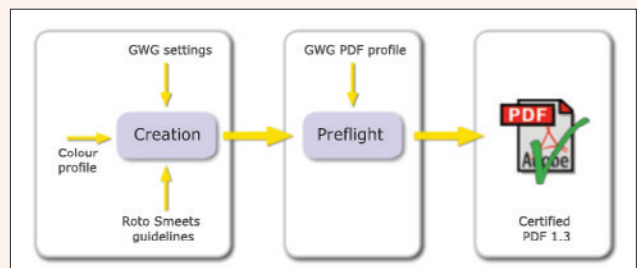 GWG settings
GWG PDF profile
Creation
Preflight
PDF
Adobe
Colour
profile
Roto Smeets
guidelines
Certified
PDF 1.3